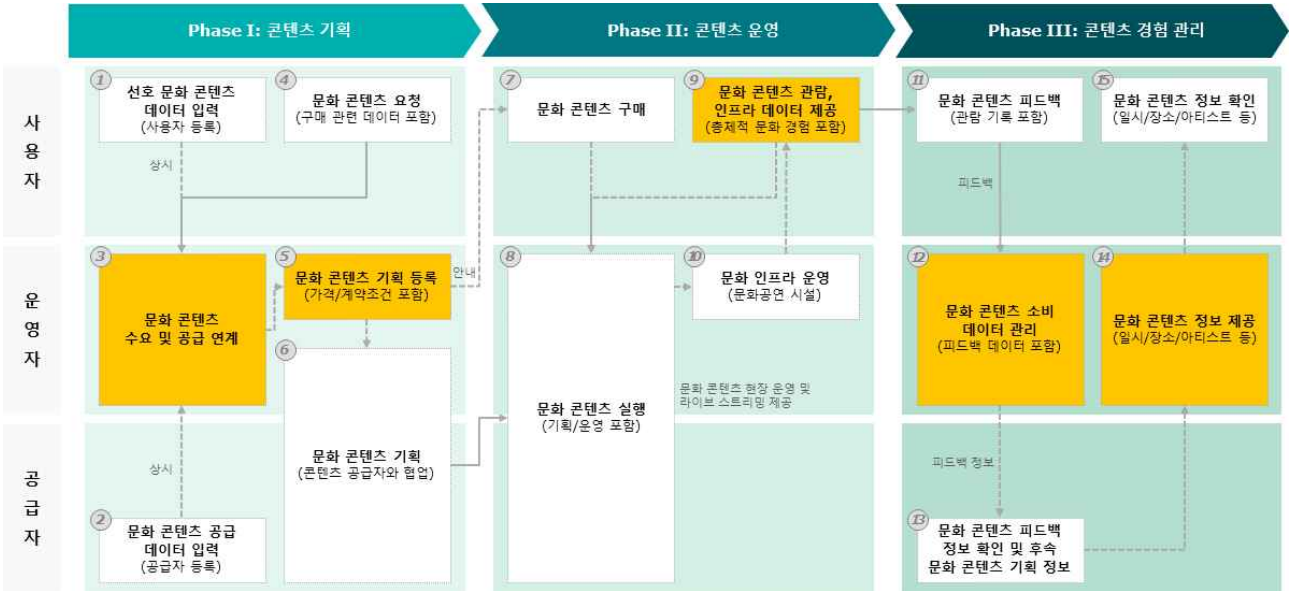 Phase I: 콘텐츠 기획
Phase II: 콘텐츠 운영
Phase III: 콘텐츠 경험 관리
사
용
자
1
선호 문화 콘텐츠
데이터 입력
(사용자 등록)
4
문화 콘텐츠 요청
(구매 관련 데이터 포함)
7
문화 콘텐츠 구매
9
문화 콘텐츠 관람,
인프라 데이터 제공
(총제적 문화 경험 포함)
11
문화 콘텐츠 피드백
(관람 기록 포함)
15
문화 콘텐츠 정보 확인
(일시/장소/아티스트 등)
상시
피드백
운
영
자
3
문화 콘텐츠
수요 및 공급 연계
5
문화 콘텐츠 기획 등록
(가격/계약조건 포함)
안내
8
문화 콘텐츠 실행
(기획/운영 포함)
10
문화 인프라 운영
(문화공연 시설)
12
문화 콘텐츠 소비
데이터 관리
(피드백 데이터 포함)
14
문화 콘텐츠 정보 제공
(일시/장소/아티스트 등)
6
문화 콘텐츠 기획
(콘텐츠 공급자와 협업)
문화 콘텐츠 현장 운영 및
라이브 스트리밍 제공
공
급
자
상시
피드백 정보
2
문화 콘텐츠 공급
데이터 입력
(공급자 등록)
13
문화 콘텐츠 피드백
정보 확인 및 후속
문화 콘텐츠 기획 정보